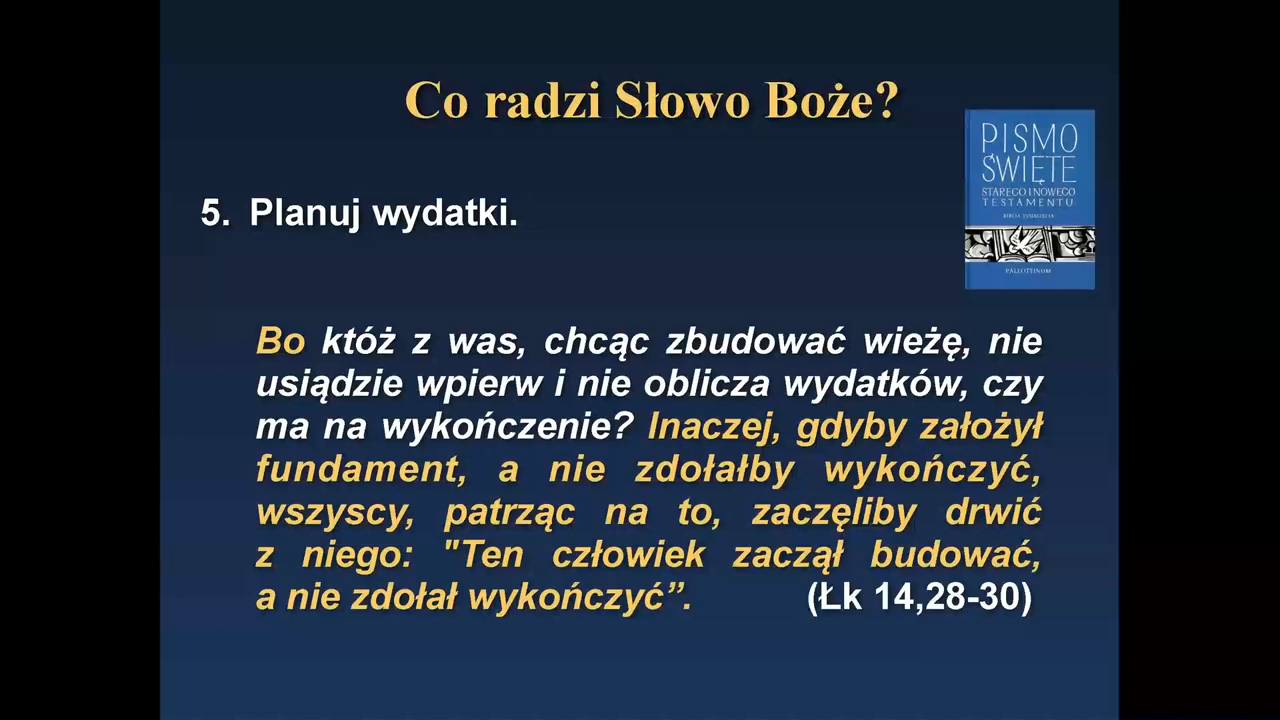 Co radzi Słowo Boże?
PISMO
ŚWIĘTE
STAREGO I NOWEGO
TESTAMENTU
BIBLIA TYSIĄCLECIA
PALLOTTINUM
5. Planuj wydatki.
Bo któż z was, chcąc zbudować wieżę, nie
usiądzie wpierw i nie oblicza wydatków, czy
ma na wykończenie? Inaczej, gdyby założył
fundament, a nie zdołałby wykończyć,
wszyscy, patrząc na to, zaczęliby drwić
z niego: "Ten człowiek zaczął budować,
a nie zdołał wykończyć”. (Łk 14,28-30)